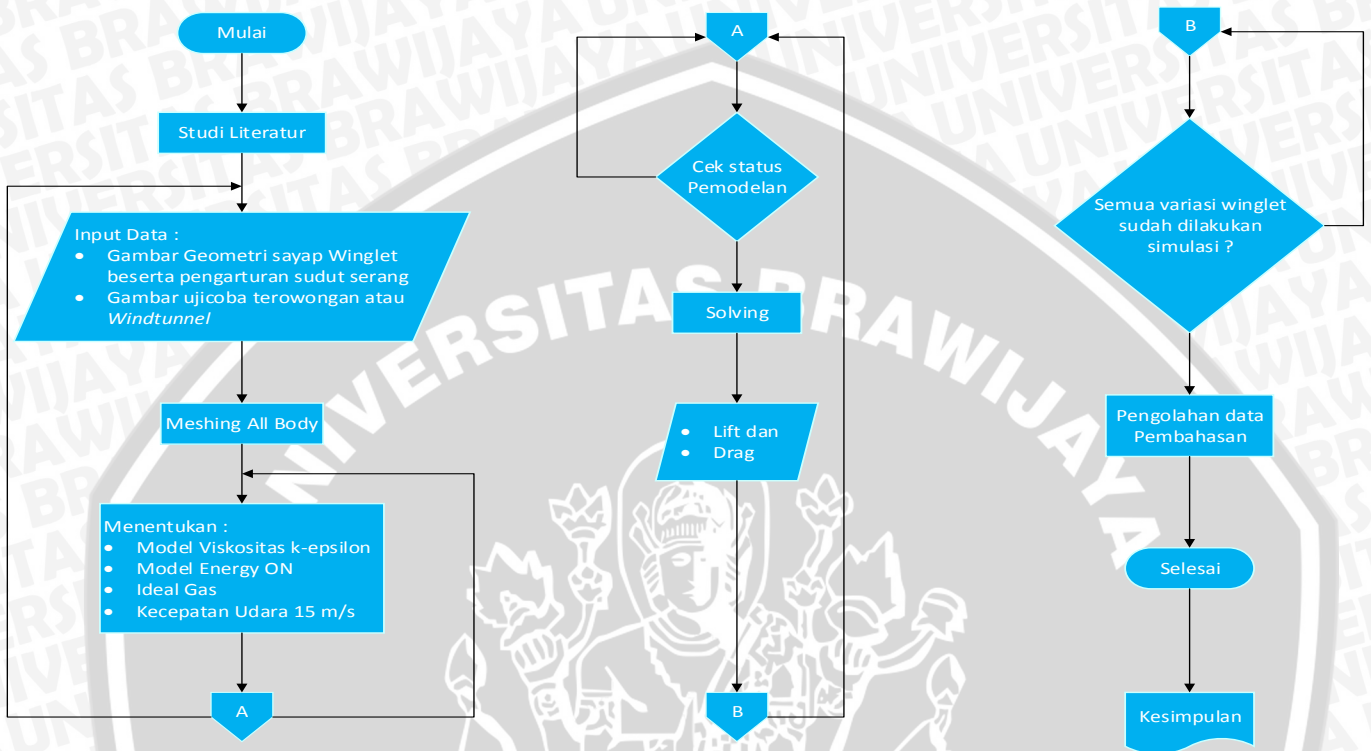 Mulai
Studi Literatur
Input Data :
• Gambar Geometri sayap Winglet
beserta pengarturan sudut serang
• Gambar ujicoba terowongan atau
Windtunnel
Meshing All Body
Menentukan :
• Model Viskositas k-epsilon
• Model Energy ON
• Ideal Gas
• Kecepatan Udara 15 m/s
A
A
Cek status
Pemodelan
Solving
• Lift dan
• Drag
B
B
Semua variasi winglet
sudah dilakukan
simulasi ?
Pengolahan data
Pembahasan
Selesai
Kesimpulan
UNIVERSITAS BRAWIJAYA